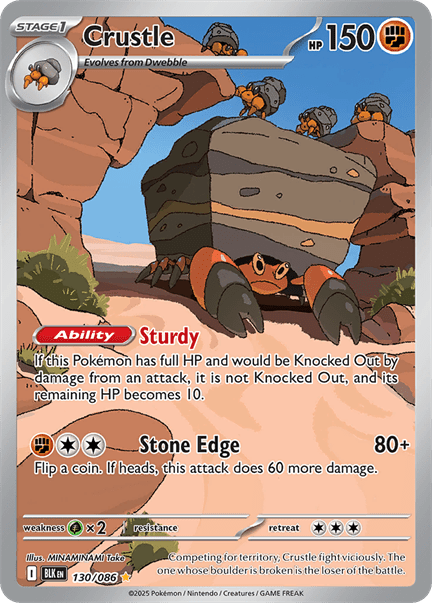 STAGE1
Crustle
HP 150
Evolves from Dwebble
Ability Sturdy
If this Pokémon has full HP and would be Knocked Out by
damage from an attack, it is not Knocked Out, and its
remaining HP becomes 10.
Stone Edge 80+
Flip a coin. If heads, this attack does 60 more damage.
weakness ×2 resistance retreat
Illus. MINAMINAMI Take
I BLK EN 130/086
Competing for territory, Crustle fight viciously. The
one whose boulder is broken is the loser of the battle.
©2025 Pokémon / Nintendo / Creatures / GAME FREAK